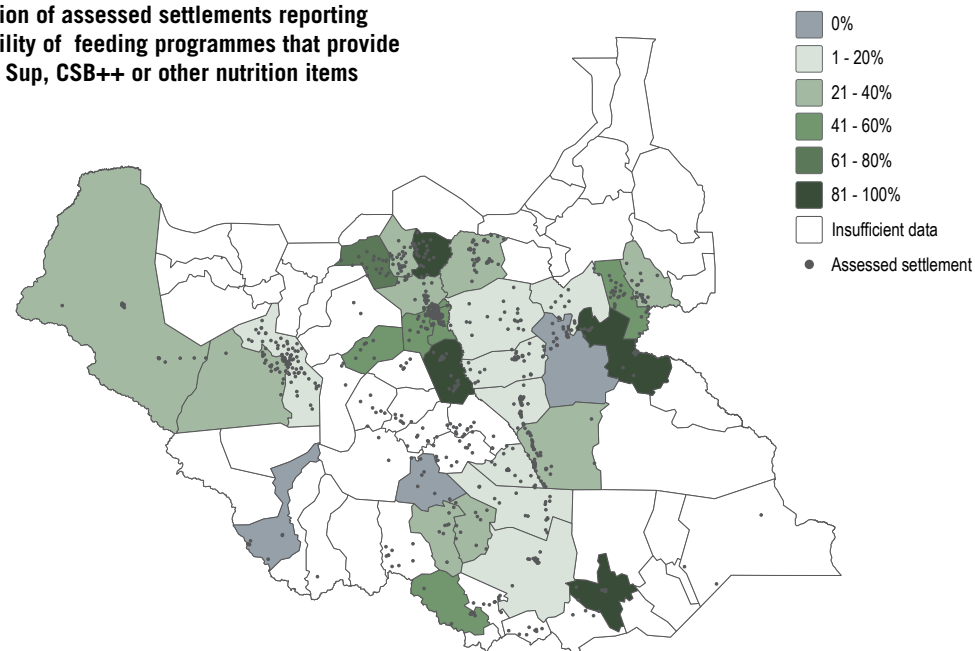 ion of assessed settlements reporting
ility of feeding programmes that provide
Sup, CSB++ or other nutrition items
0%
1 - 20%
21 - 40%
41 - 60%
61 - 80%
81 - 100%
Insufficient data
Assessed settlement